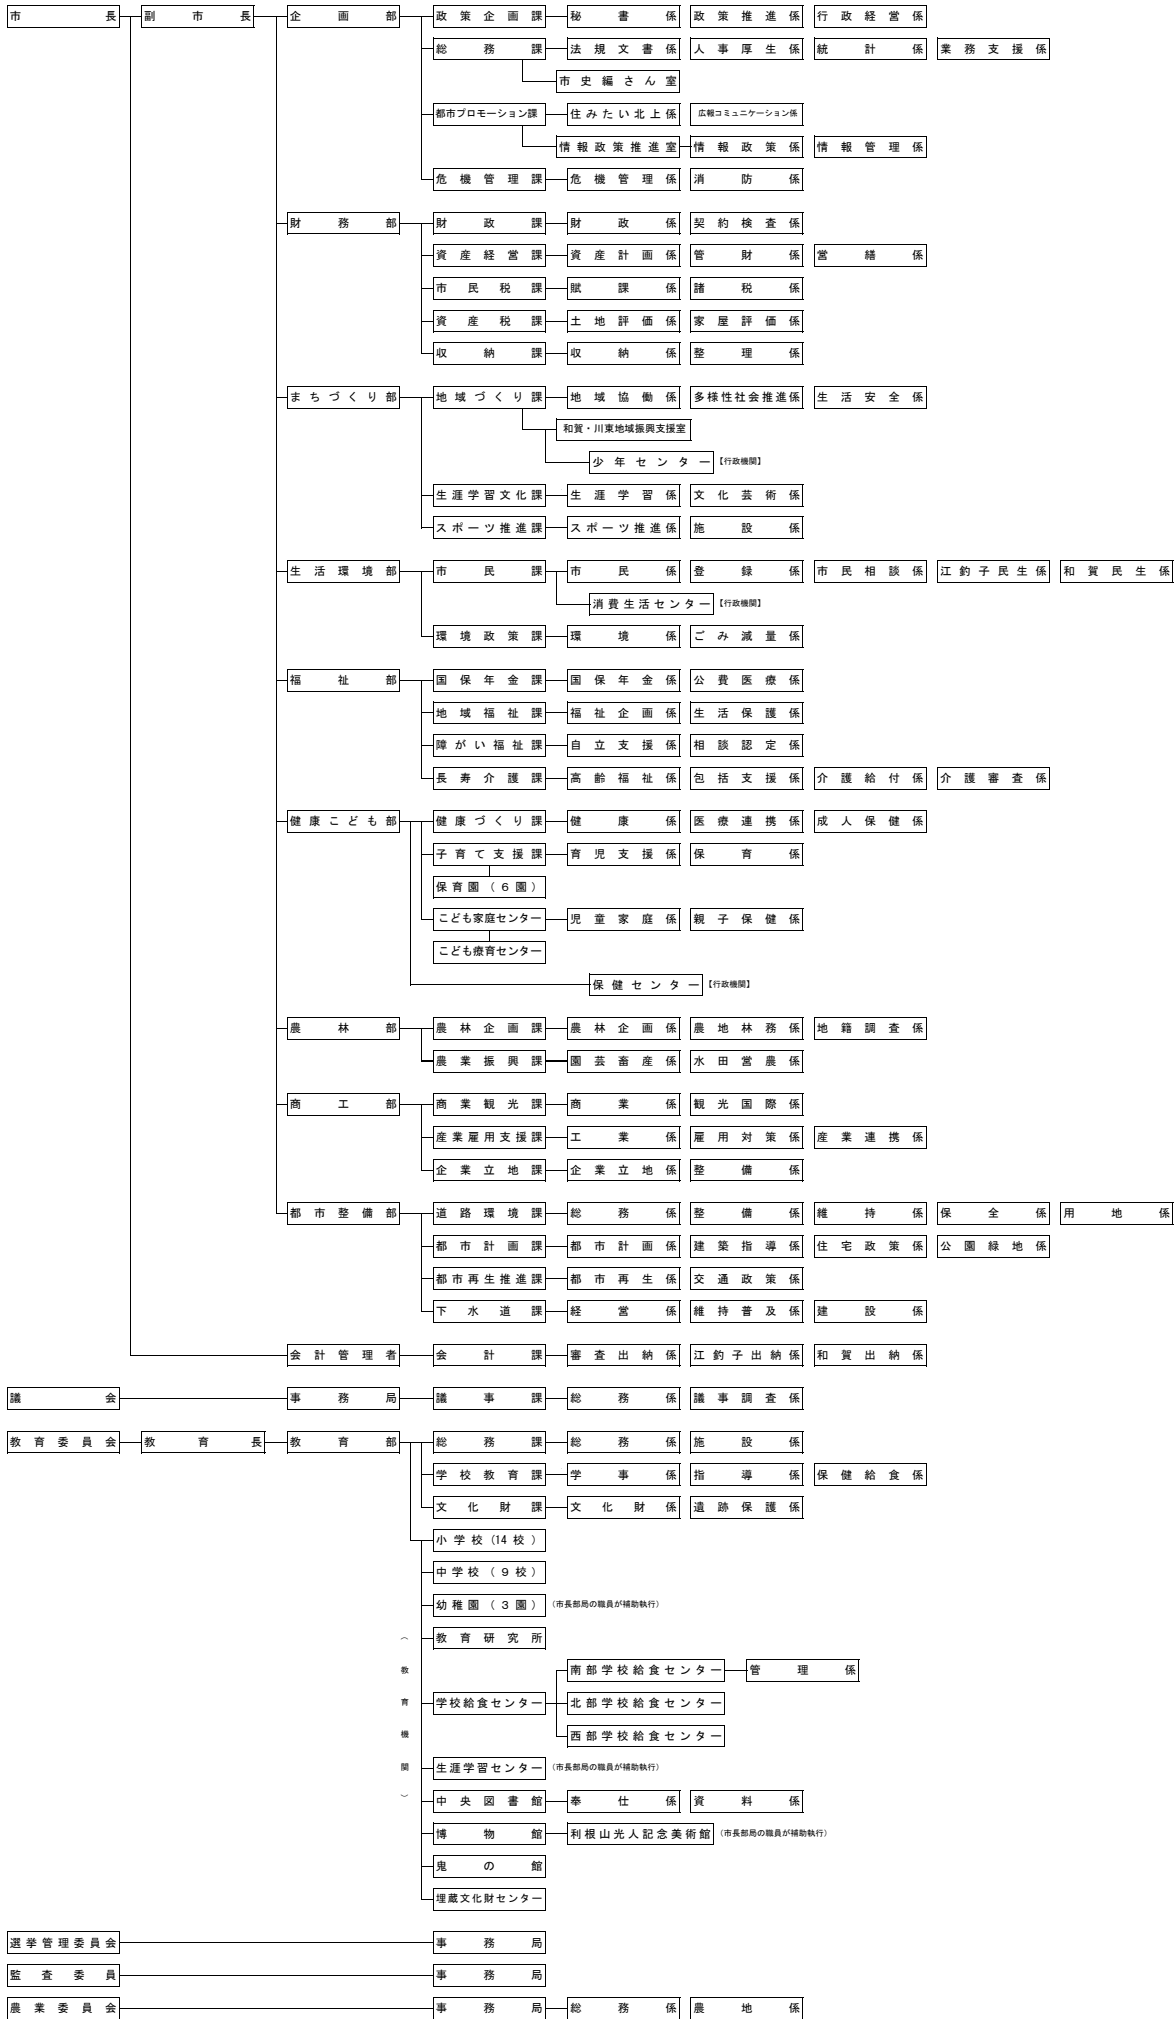 市長 副市長 企画部 政策企画課 秘書係 政策推進係 行政経営係
総務課 法規文書係 人事厚生係 統計係 業務支援係
市史編さん室
都市プロモーション課 住みたい北上係 広報コミュニケーション係
情報政策推進室 情報政策係 情報管理係
危機管理課 危機管理係 消防係
財務部 財政課 財政係 契約検査係
資産経営課 資産計画係 管財係 営繕係
市民税課 賦課係 諸税係
資産税課 土地評価係 家屋評価係
収納課 収納係 整理係
まちづくり部 地域づくり課 地域協働係 多様性社会推進係 生活安全係
和賀・川東地域振興支援室
少年センター 【行政機関】
生涯学習文化課 生涯学習係 文化芸術係
スポーツ推進課 スポーツ推進係 施設係
生活環境部 市民課 市民係 登録係 市民相談係 江釣子民生係 和賀民生係
消費生活センター 【行政機関】
環境政策課 環境係 ごみ減量係
福祉部 国保年金課 国保年金係 公費医療係
地域福祉課 福祉企画係 生活保護係
障がい福祉課 自立支援係 相談認定係
長寿介護課 高齢福祉係 包括支援係 介護給付係 介護審査係
健康こども部 健康づくり課 健康係 医療連携係 成人保健係
子育て支援課 育児支援係 保育係
保育園（６園）
こども家庭センター 児童家庭係 親子保健係
こども療育センター
保健センター 【行政機関】
農林部 農林企画課 農林企画係 農地林務係 地籍調査係
農業振興課 園芸畜産係 水田営農係
商工部 商業観光課 商業係 観光国際係
産業雇用支援課 工業係 雇用対策係 産業連携係
企業立地課 企業立地係 整備係
都市整備部 道路環境課 総務係 整備係 維持係 保全係 用地係
都市計画課 都市計画係 建築指導係 住宅政策係 公園緑地係
都市再生推進課 都市再生係 交通政策係
下水道課 経営係 維持普及係 建設係
会計管理者 会計課 審査出納係 江釣子出納係 和賀出納係
議会 事務局 議事課 総務係 議事調査係
教育委員会 教育長 教育部 総務課 総務係 施設係
学校教育課 学事係 指導係 保健給食係
文化財課 文化財係 遺跡保護係
小学校（14校）
中学校（９校）
幼稚園（３園） （市長部局の職員が補助執行）
（教育機関）
教育研究所
南部学校給食センター 管理係
学校給食センター 北部学校給食センター
西部学校給食センター
生涯学習センター （市長部局の職員が補助執行）
中央図書館 奉仕係 資料係
博物館 利根山光人記念美術館 （市長部局の職員が補助執行）
鬼の館
埋蔵文化財センター
選挙管理委員会 事務局
監査委員 事務局
農業委員会 事務局 総務係 農地係